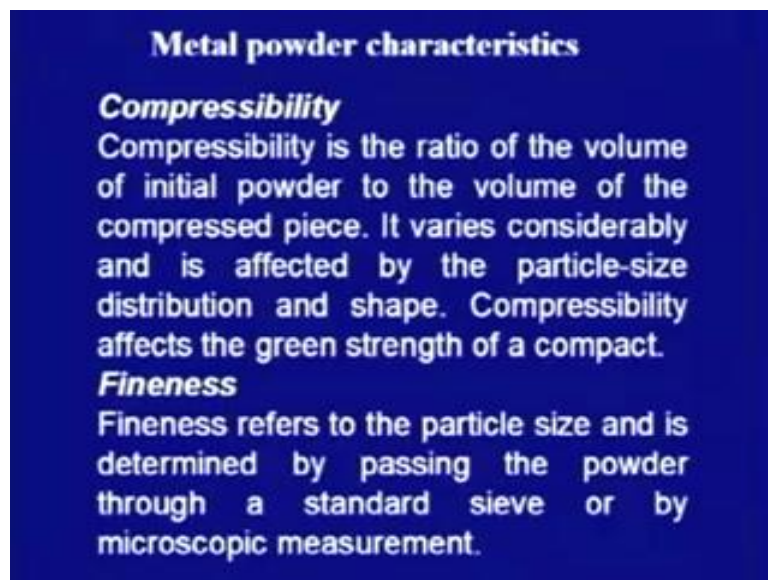 Metal powder characteristics
Compressibility
Compressibility is the ratio of the volume
of initial powder to the volume of the
compressed piece. It varies considerably
and is affected by the particle-size
distribution and shape. Compressibility
affects the green strength of a compact.
Fineness
Fineness refers to the particle size and is
determined by passing the powder
through a standard sieve or by
microscopic measurement.